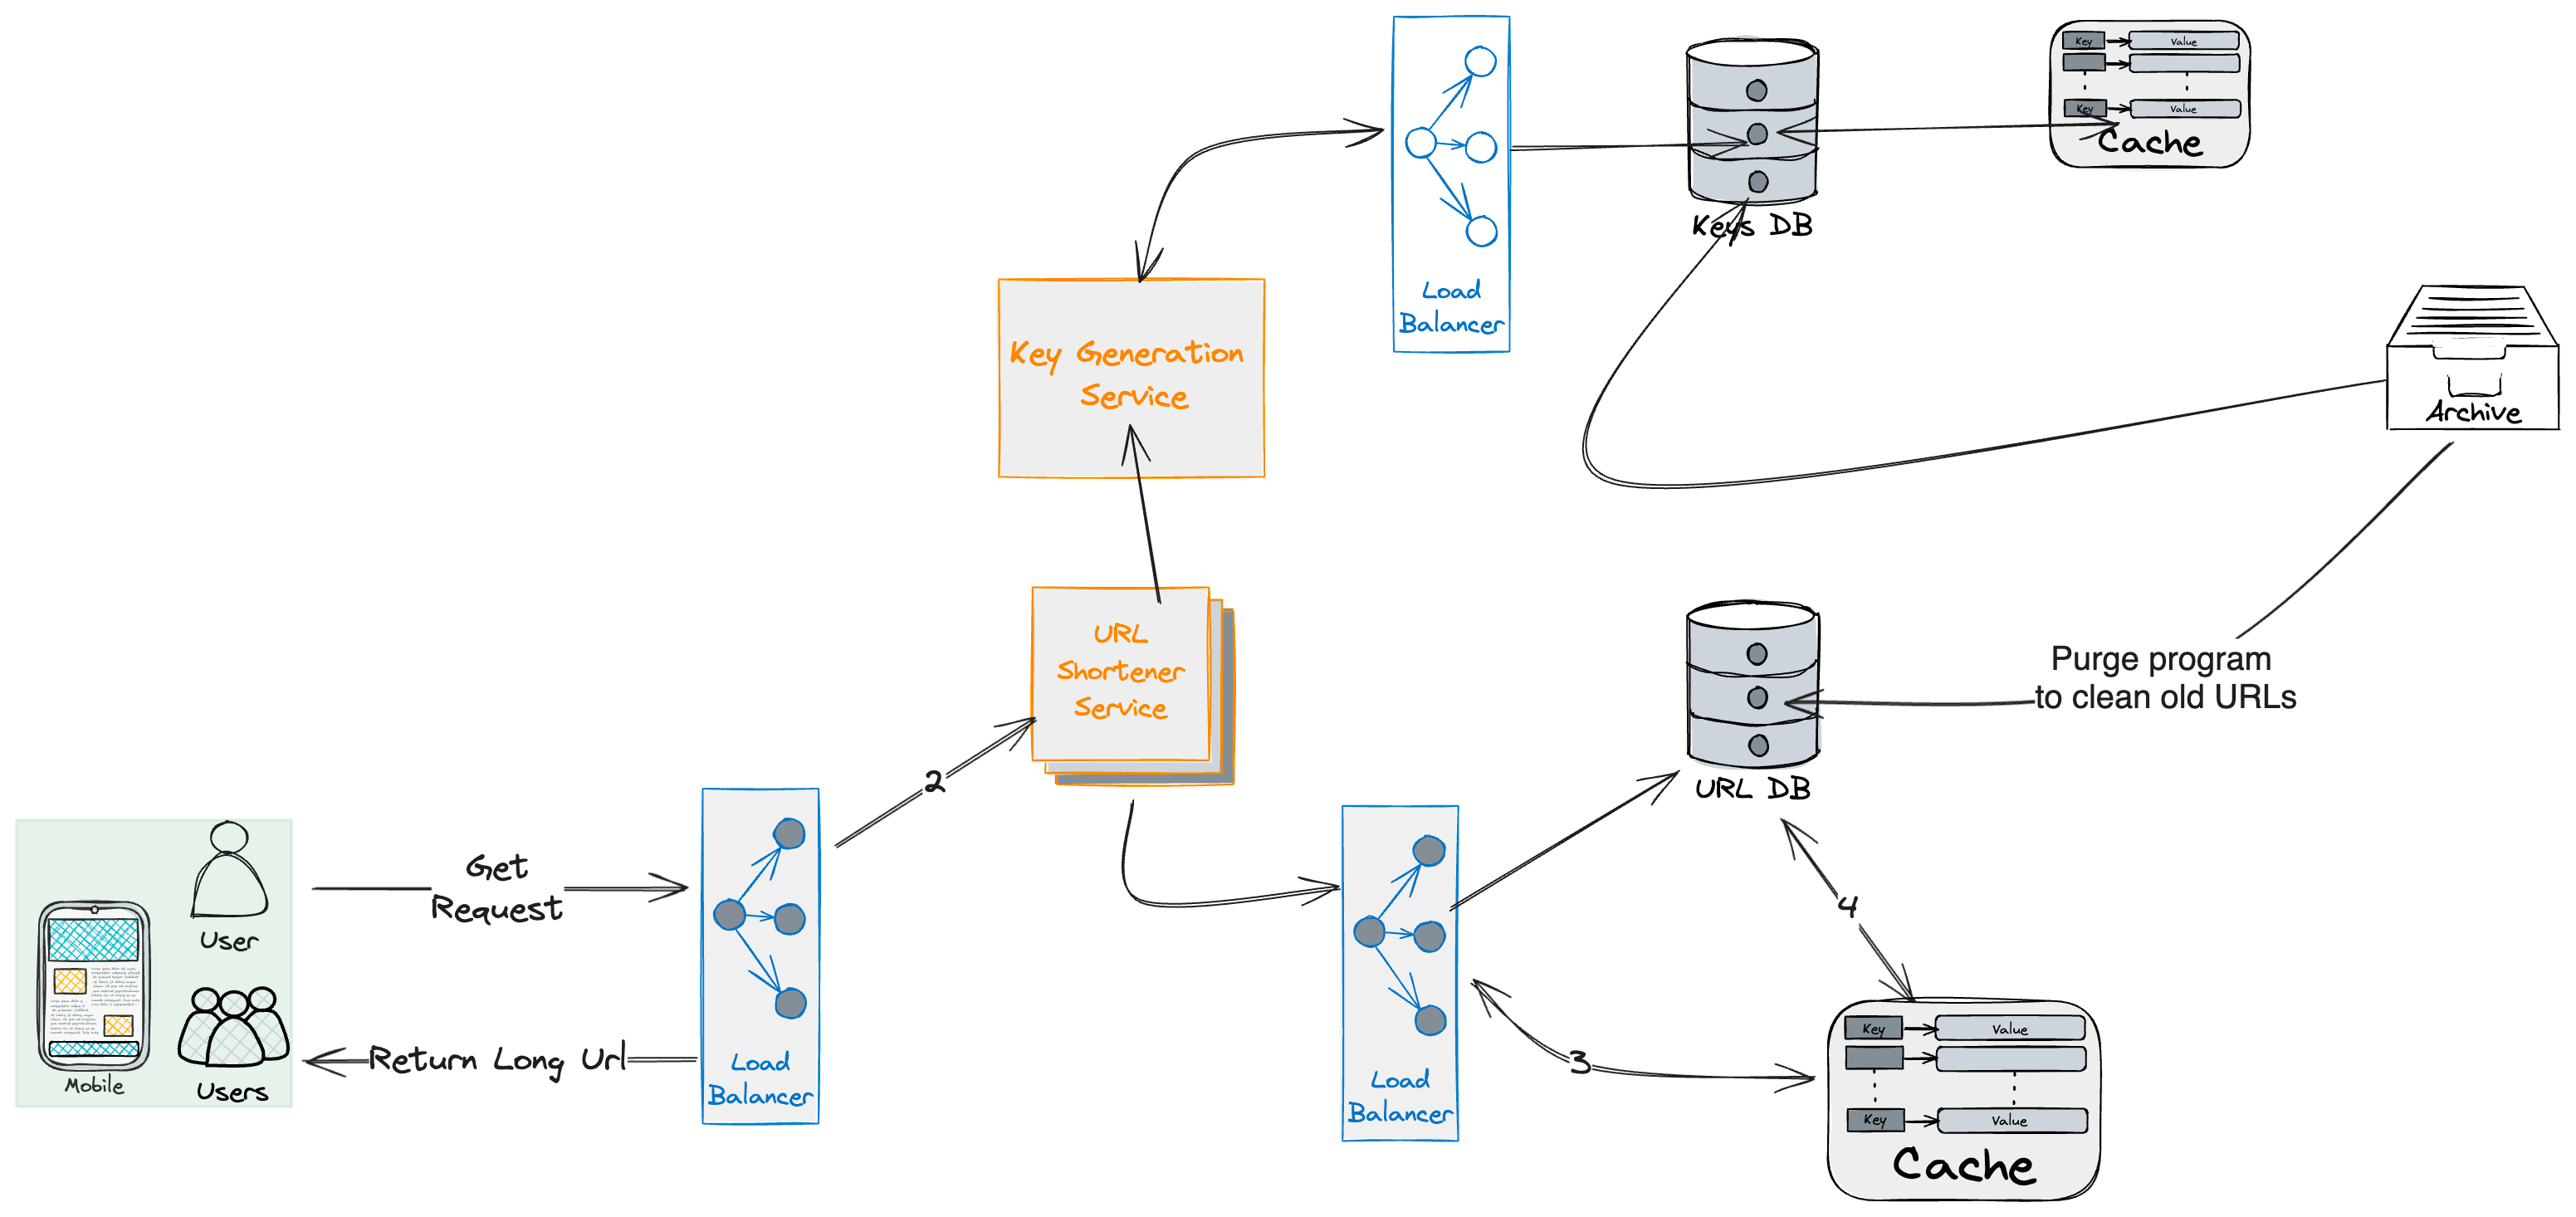 Key
Value
Key
Value
Cache
Keys DB
Load
Balancer
Key Generation
Service
Archive
URL
Shortener
Service
Purge program
to clean old URLs
URL DB
2
User
Get
Request
4
Mobile
Users
Return Long Url
Load
Balancer
3
Load
Balancer
Key
Value
Key
Value
Cache